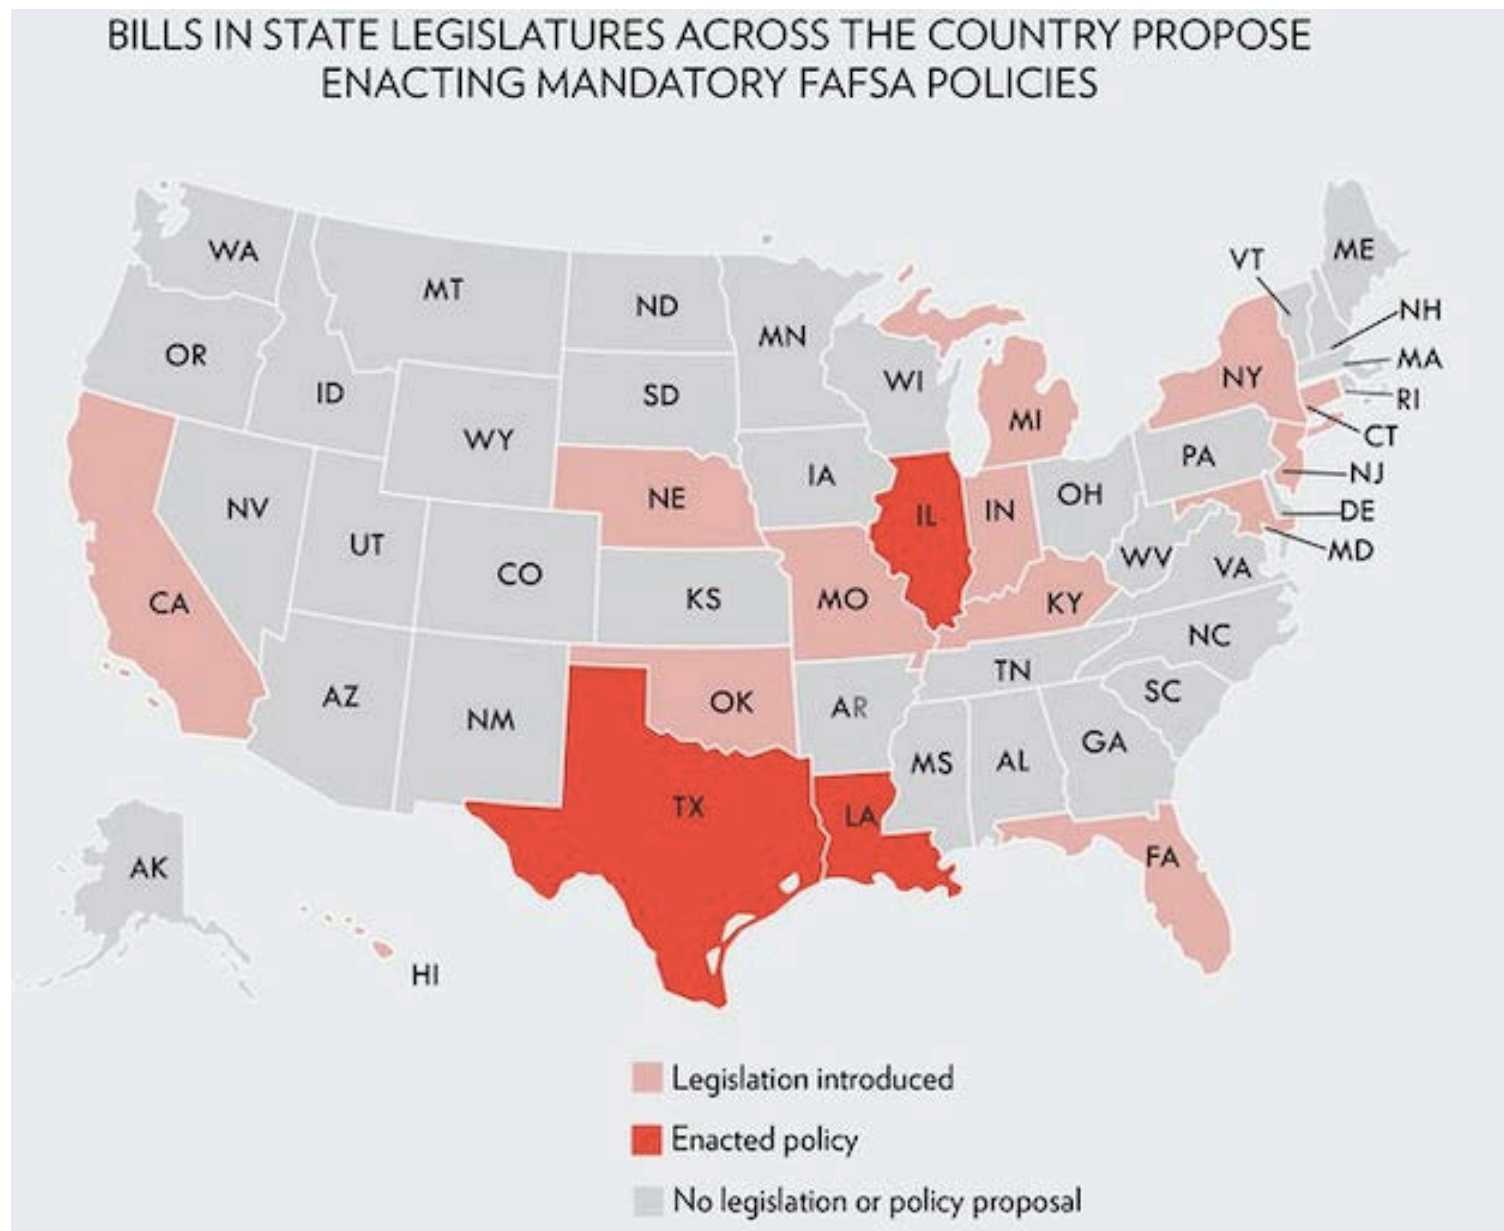 BILLS IN STATE LEGISLATURES ACROSS THE COUNTRY PROPOSE
ENACTING MANDATORY FAFSA POLICIES
WA
MT
ND
MN
WI
MI
VT
ME
NH
MA
RI
CT
NJ
DE
MD
NY
PA
OR
ID
WY
SD
NE
IA
IL
IN
OH
WV
VA
NV
UT
CO
KS
MO
KY
NC
CA
AZ
NM
OK
AR
TN
SC
TX
LA
MS
AL
GA
FA
AK
HI
Legislation introduced
Enacted policy
No legislation or policy proposal